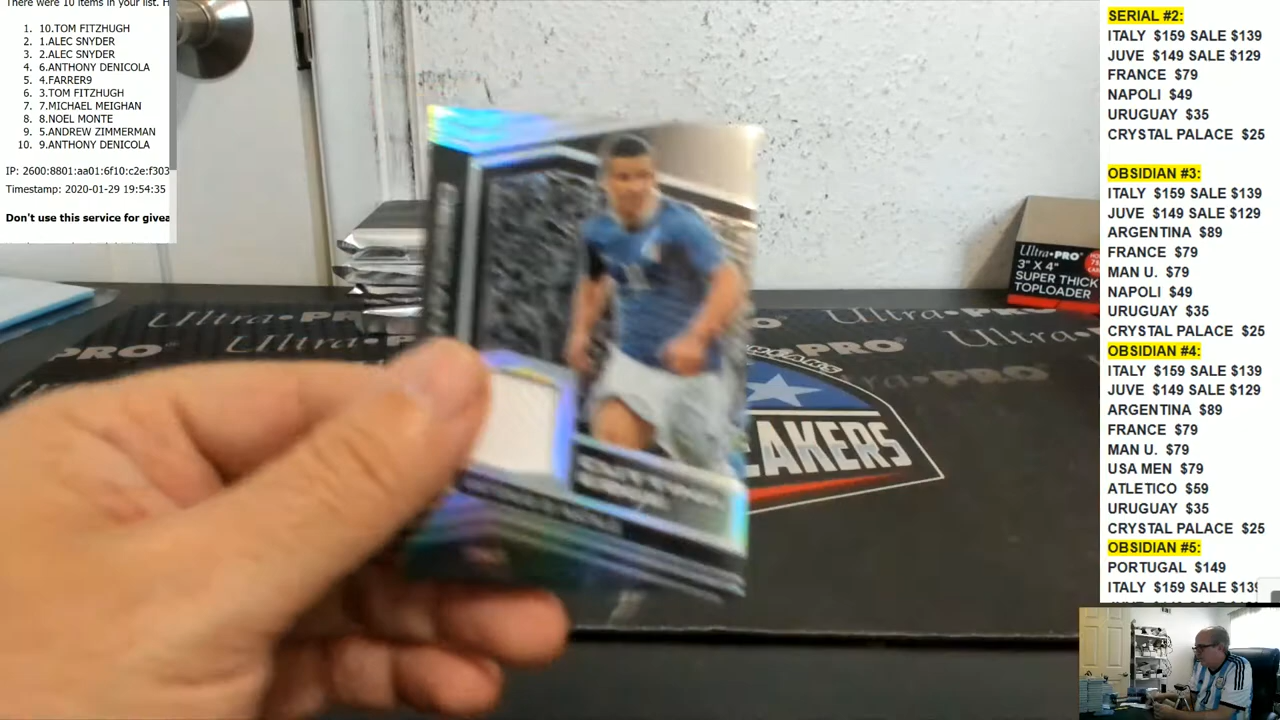 There were 10 items in your list. H
1. 10.TOM FITZHUGH
2. 1.ALEC SNYDER
3. 2.ALEC SNYDER
4. 6.ANTHONY DENICOLA
5. 4.FARRER9
6. 3.TOM FITZHUGH
7. 7.MICHAEL MEIGHAN
8. 8.NOEL MONTE
9. 5.ANDREW ZIMMERMAN
10. 9.ANTHONY DENICOLA
IP: 2600:8801:aa01:6f10:c2e:f303
Timestamp: 2020-01-29 19:54:35
Don't use this service for givea
SERIAL #2:
ITALY $159 SALE $139
JUVE $149 SALE $129
FRANCE $79
NAPOLI $49
URUGUAY $35
CRYSTAL PALACE $25
OBSIDIAN #3:
ITALY $159 SALE $139
JUVE $149 SALE $129
ARGENTINA $89
FRANCE $79
MAN U. $79
NAPOLI $49
URUGUAY $35
CRYSTAL PALACE $25
OBSIDIAN #4:
ITALY $159 SALE $139
JUVE $149 SALE $129
ARGENTINA $89
FRANCE $79
MAN U. $79
USA MEN $79
ATLETICO $59
URUGUAY $35
CRYSTAL PALACE $25
OBSIDIAN #5:
PORTUGAL $149
ITALY $159 SALE $139
Ultra•PRO
3" X 4"
SUPER THICK
TOPLOADER
Ultra•PRO
Ultra•PRO
Ultra•PRO
PRO
PRO
EAKERS